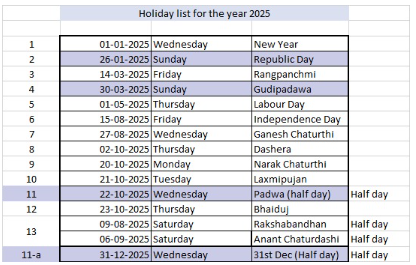 Holiday list for the year 2025
1 01-01-2025 Wednesday New Year
2 26-01-2025 Sunday Republic Day
3 14-03-2025 Friday Rangpanchmi
4 30-03-2025 Sunday Gudipadawa
5 01-05-2025 Thursday Labour Day
6 15-08-2025 Friday Independence Day
7 27-08-2025 Wednesday Ganesh Chaturthi
8 02-10-2025 Thursday Dashera
9 20-10-2025 Monday Narak Chaturthi
10 21-10-2025 Tuesday Laxmipujan
11 22-10-2025 Wednesday Padwa (half day) Half day
12 23-10-2025 Thursday Bhaiduj
13 09-08-2025 Saturday Rakshabandhan Half day
06-09-2025 Saturday Anant Chaturdashi Half day
11-a 31-12-2025 Wednesday 31st Dec (Half day) Half day